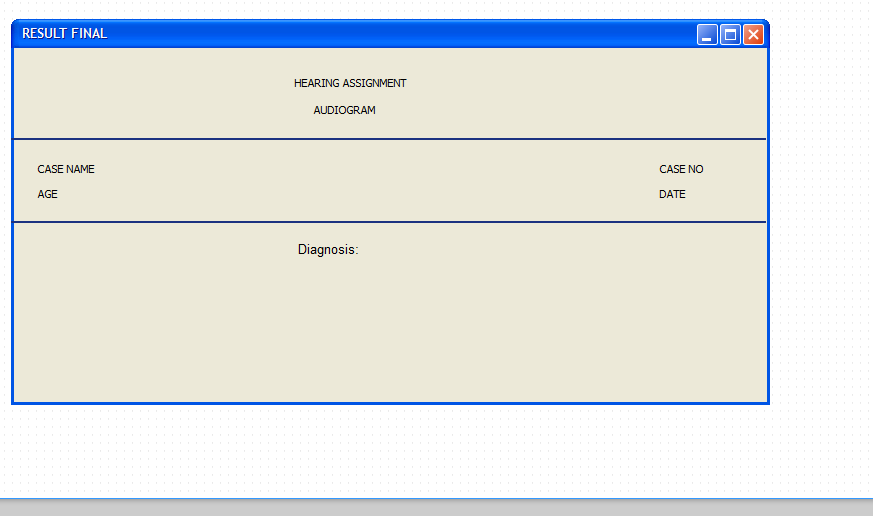 RESULT FINAL
HEARING ASSIGNMENT
AUDIOGRAM
CASE NAME
CASE NO
AGE
DATE
Diagnosis: